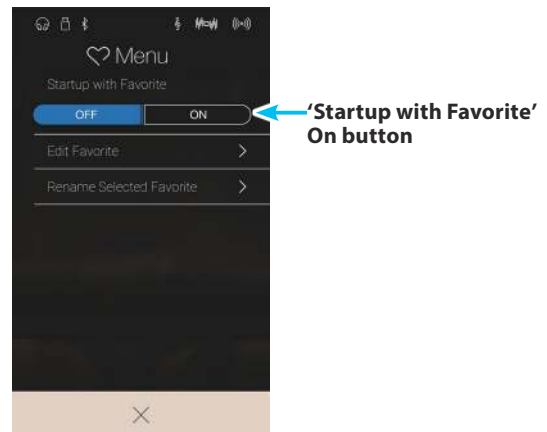 Menu
Startup with Favorite
OFF ON
‘Startup with Favorite’
On button
Edit Favorite
Rename Selected Favorite